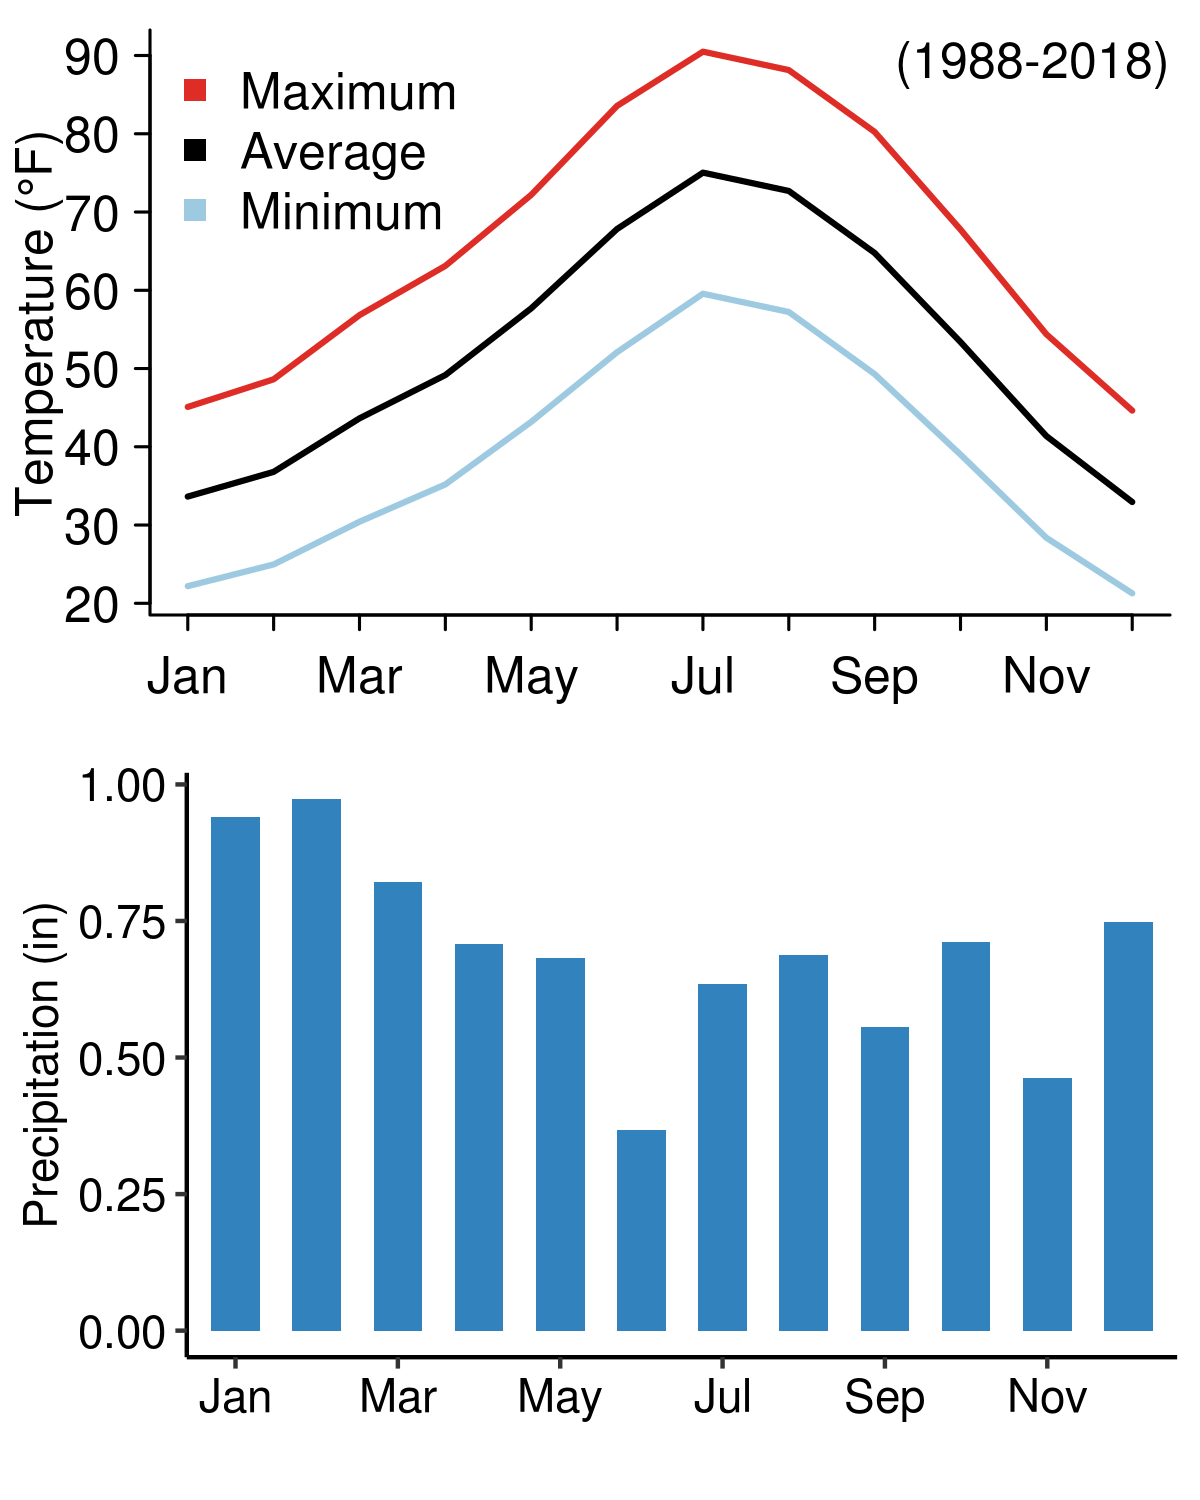 (1988-2018)
Maximum
Average
Minimum
Temperature (°F)
90
80
70
60
50
40
30
20
Jan Mar May Jul Sep Nov
Precipitation (in)
1.00
0.75
0.50
0.25
0.00
Jan Mar May Jul Sep Nov